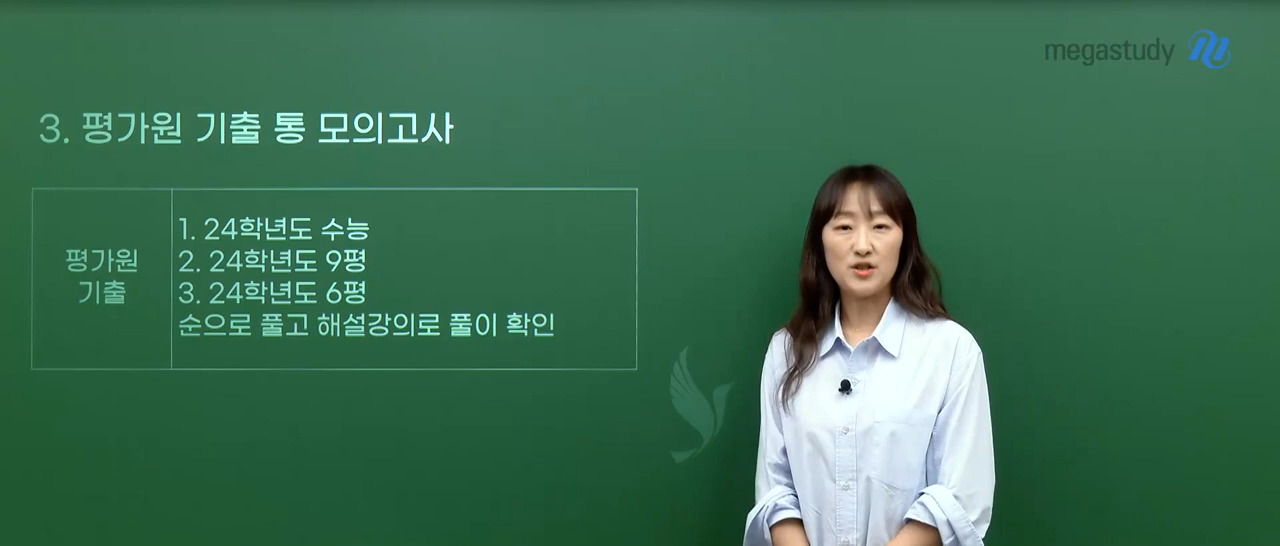 megastudy
3. 평가원 기출 통 모의고사
평가원
기출
1. 24학년도 수능
2. 24학년도 9평
3. 24학년도 6평
순으로 풀고 해설강의로 풀이 확인